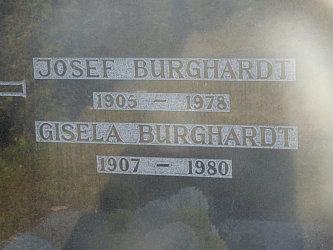 JOSEF BURGHARDT
1905 — 1978
GISELA BURGHARDT
1907 — 1980